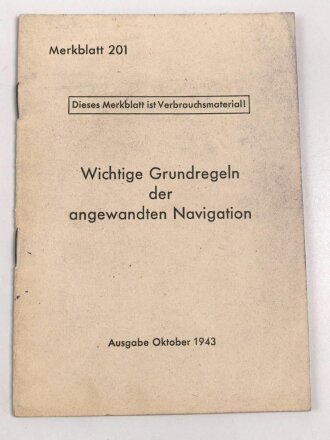 Merkblatt 201
Dieses Merkblatt ist Verbrauchsmaterial!
Wichtige Grundregeln
der
angewandten Navigation
Ausgabe Oktober 1943